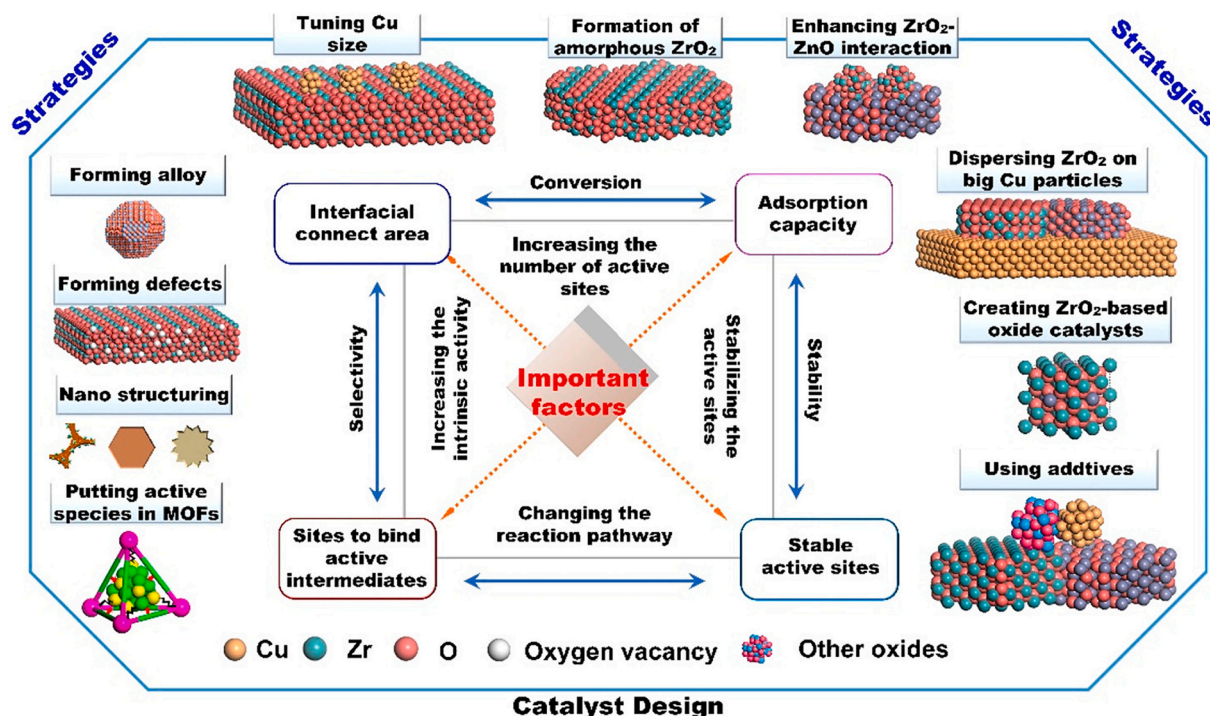 Strategies
Strategies
Tuning Cu
size
Formation of
amorphous ZrO₂
Enhancing ZrO₂-
ZnO interaction
Forming alloy
Forming defects
Nano structuring
Putting active
species in MOFs
Interfacial
connect area
Conversion
Adsorption
capacity
Increasing the
number of active
sites
Selectivity
Increasing the
intrinsic activity
Important
factors
Stabilizing the
active sites
Stability
Changing the
reaction pathway
Sites to bind
active
intermediates
Stable
active sites
Dispersing ZrO₂ on
big Cu particles
Creating ZrO₂-based
oxide catalysts
Using addtives
Cu
Zr
O
Oxygen vacancy
Other oxides
Catalyst Design